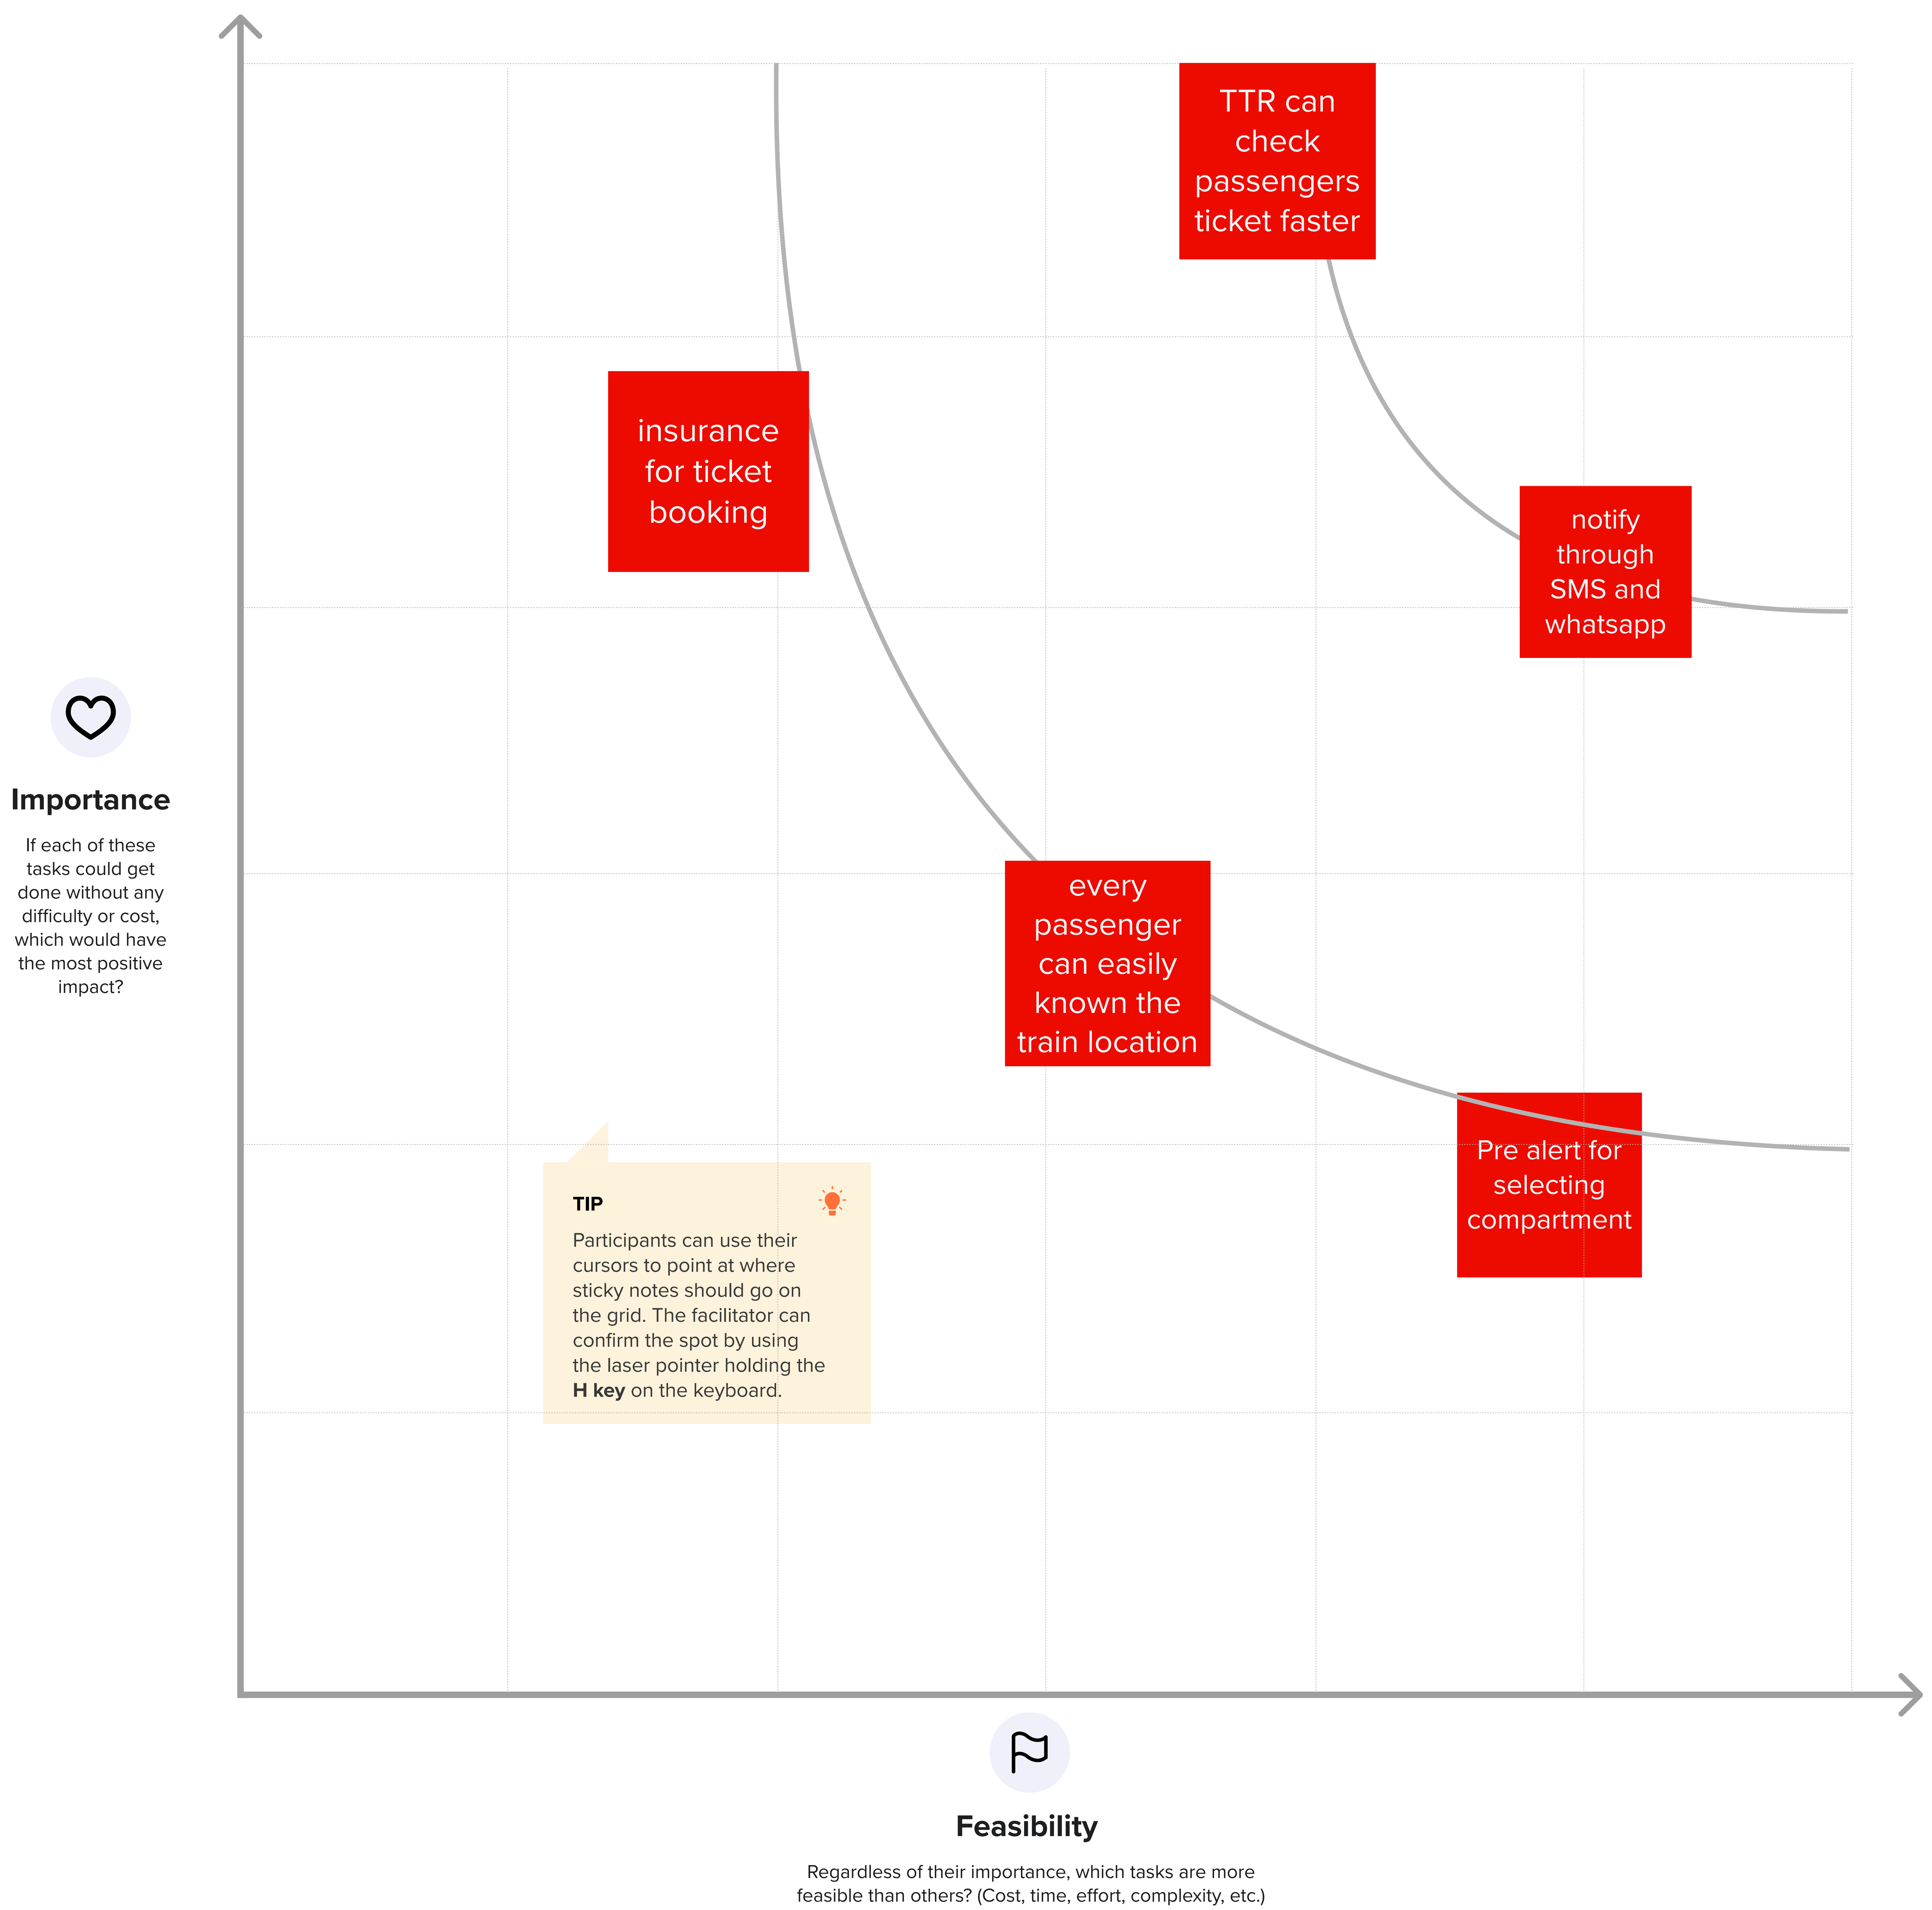 TTR can
check
passengers
ticket faster
insurance
for ticket
booking
notify
through
SMS and
whatsapp
Importance
If each of these
tasks could get
done without any
difficulty or cost,
which would have
the most positive
impact?
every
passenger
can easily
known the
train location
Pre alert for
selecting
compartment
TIP
Participants can use their
cursors to point at where
sticky notes should go on
the grid. The facilitator can
confirm the spot by using
the laser pointer holding the
H key on the keyboard.
Feasibility
Regardless of their importance, which tasks are more
feasible than others? (Cost, time, effort, complexity, etc.)